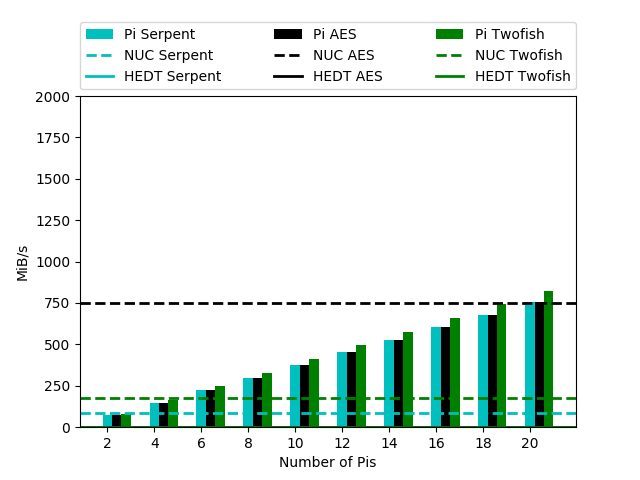 Pi Serpent Pi AES Pi Twofish
NUC Serpent NUC AES NUC Twofish
HEDT Serpent HEDT AES HEDT Twofish
2000
1750
1500
1250
1000
750
500
250
0
MiB/s
2 4 6 8 10 12 14 16 18 20
Number of Pis